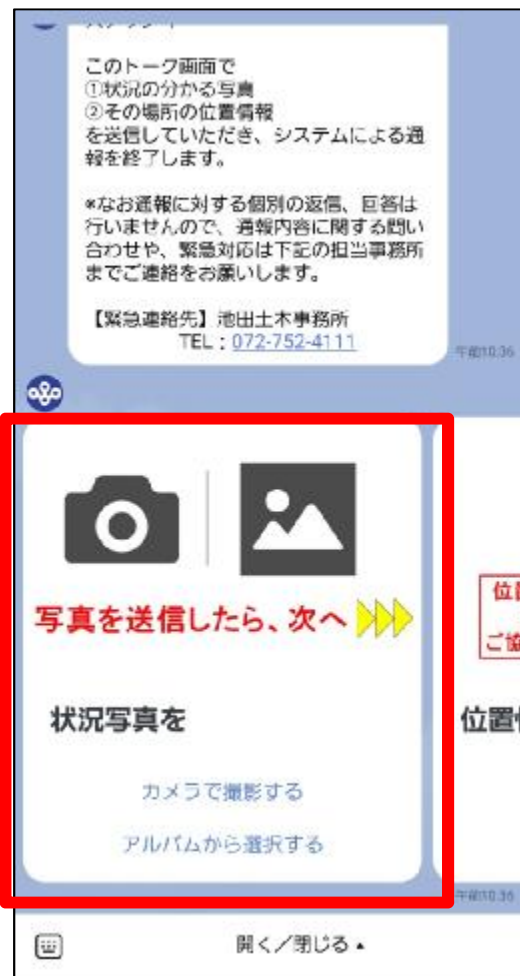 このトーク画面で
①状況の分かる写真
②その場所の位置情報
を送信していただき、システムによる通
報を終了します。
*なお通報に対する個別の返信、回答は
行いませんので、通報内容に関する問い
合わせや、緊急対応は下記の担当事務所
までご連絡をお願いします。
【緊急連絡先】池田土木事務所
TEL：072-752-4111
午前10:36
写真を送信したら、次へ
位
ご協
状況写真を
位置
カメラで撮影する
アルバムから選択する
午前10:36
開く／閉じる▲